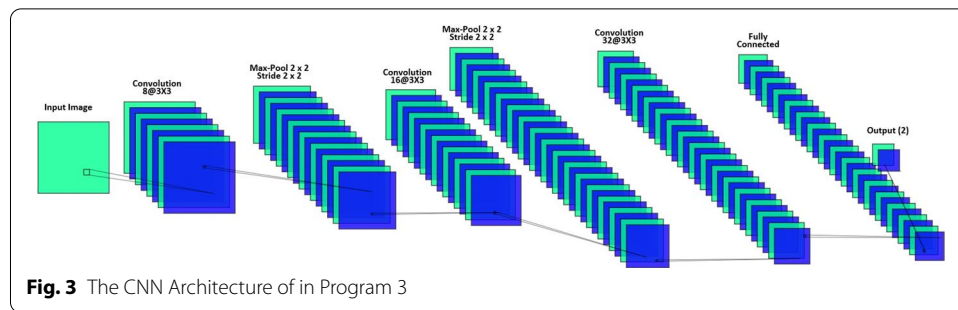 Input Image
Convolution
8@3X3
Max-Pool 2 x 2
Stride 2 x 2
Convolution
16@3X3
Max-Pool 2 x 2
Stride 2 x 2
Convolution
32@3X3
Fully
Connected
Output (2)
Fig. 3 The CNN Architecture of in Program 3